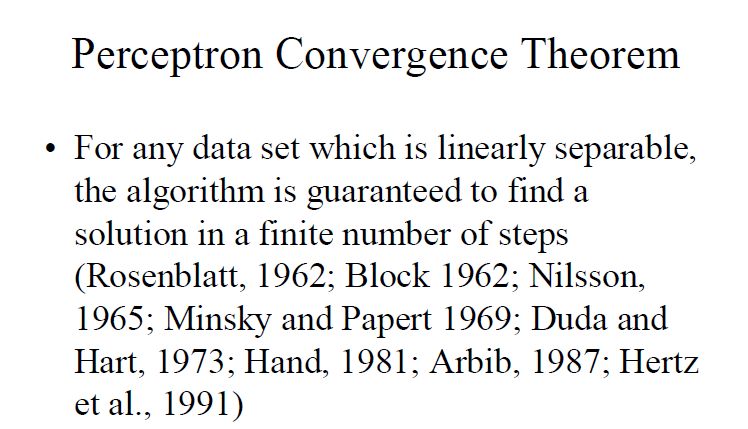 Perceptron Convergence Theorem
• For any data set which is linearly separable,
the algorithm is guaranteed to find a
solution in a finite number of steps
(Rosenblatt, 1962; Block 1962; Nilsson,
1965; Minsky and Papert 1969; Duda and
Hart, 1973; Hand, 1981; Arbib, 1987; Hertz
et al., 1991)